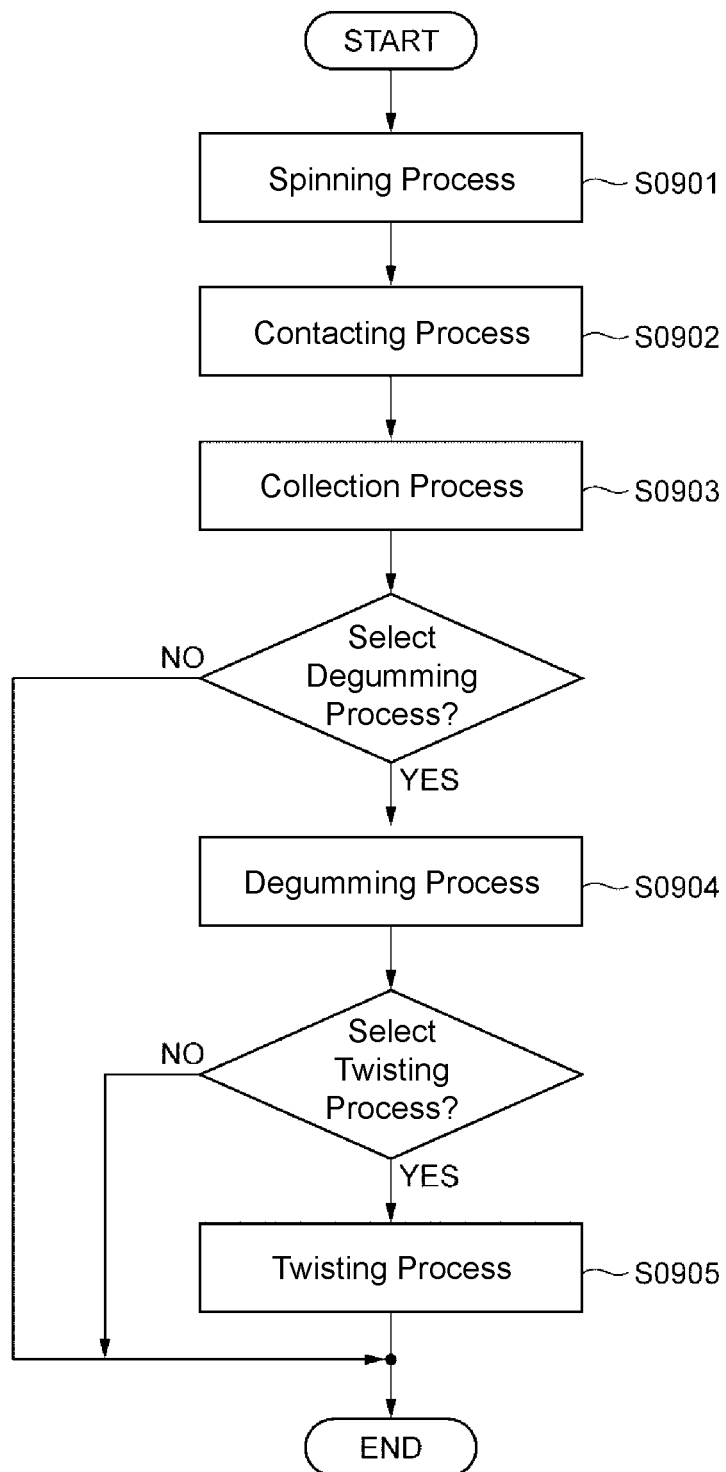 START
Spinning Process
S0901
Contacting Process
S0902
Collection Process
S0903
Select
Degumming
Process?
NO
YES
Degumming Process
S0904
Select
Twisting
Process?
NO
YES
Twisting Process
S0905
END